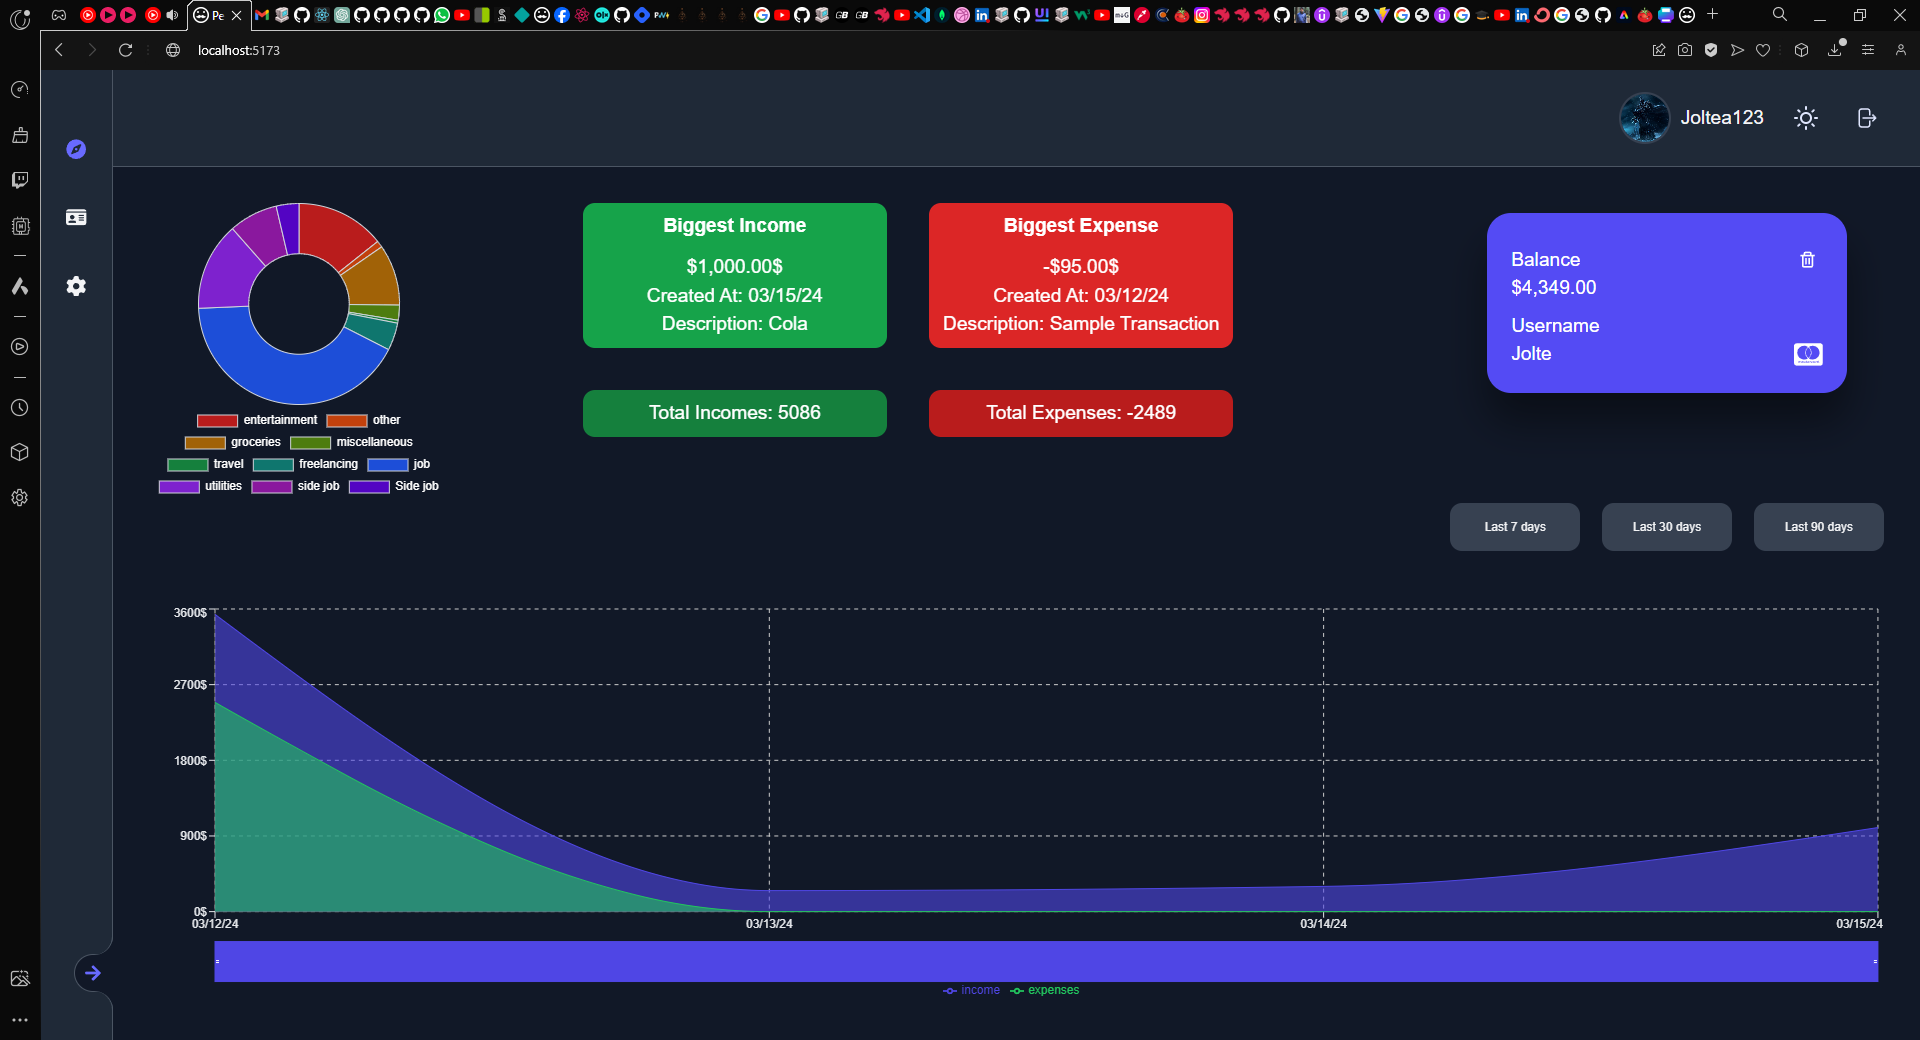 Pe
localhost:5173
Joltea123
Biggest Income
$1,000.00$
Created At: 03/15/24
Description: Cola
Biggest Expense
-$95.00$
Created At: 03/12/24
Description: Sample Transaction
Balance
$4,349.00
Username
Jolte
Total Incomes: 5086
Total Expenses: -2489
entertainment other
groceries miscellaneous
travel freelancing job
utilities side job Side job
Last 7 days
Last 30 days
Last 90 days
3600$
2700$
1800$
900$
0$
03/12/24
03/13/24
03/14/24
03/15/24
income expenses